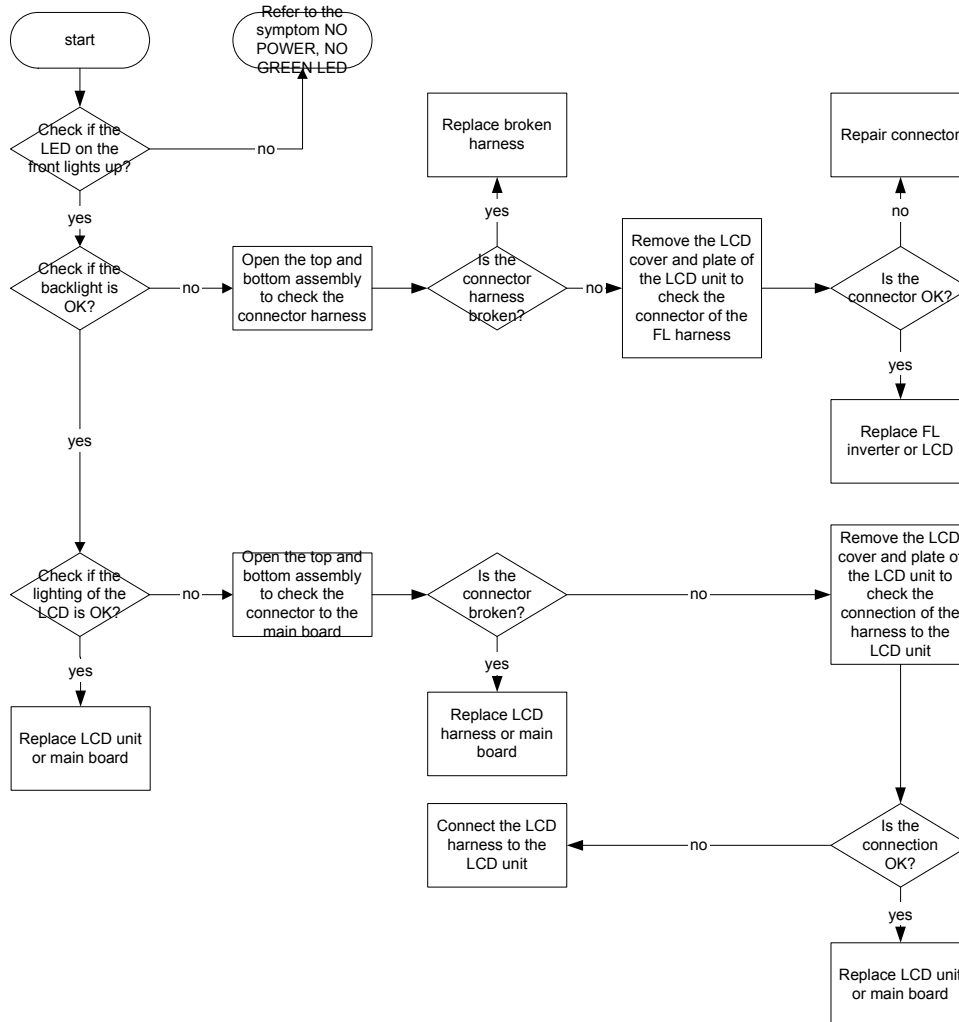 start
Refer to the
symptom NO
POWER, NO
GREEN LED
Check if the
LED on the
front lights up?
no
yes
Replace broken
harness
Repair connector
yes
no
Check if the
backlight is
OK?
no
Open the top and
bottom assembly
to check the
connector harness
Is the
connector
harness
broken?
no
Remove the LCD
cover and plate of
the LCD unit to
check the
connector of the
FL harness
Is the
connector OK?
yes
Replace FL
inverter or LCD
yes
Check if the
lighting of the
LCD is OK?
no
Open the top and
bottom assembly
to check the
connector to the
main board
Is the
connector
broken?
no
Remove the LCD
cover and plate of
the LCD unit to
check the
connection of the
harness to the
LCD unit
yes
yes
Replace LCD unit
or main board
Replace LCD
harness or main
board
Connect the LCD
harness to the
LCD unit
no
Is the
connection
OK?
yes
Replace LCD unit
or main board